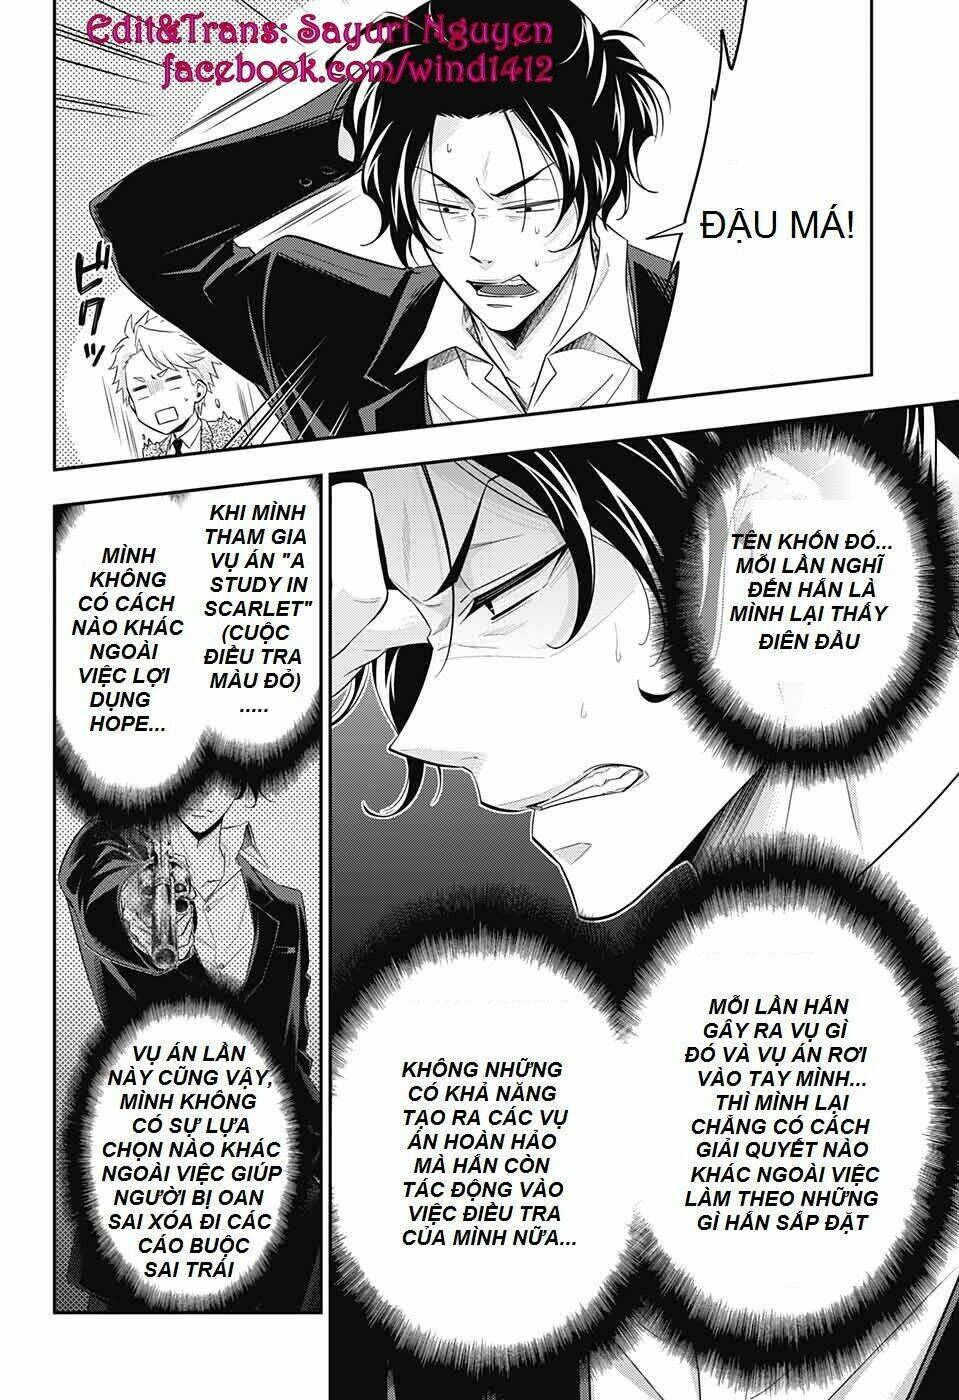 Edit&Trans: Sayuri Nguyen
facebook.com/wind1412
ĐẬU MÁ!
ビクッ
TÊN KHỐN ĐÓ...
MỖI LẦN NGHĨ
ĐẾN HẮN LÀ
MÌNH LẠI THẤY
ĐIÊN ĐẦU
MỖI LẦN HẮN
GÂY RA VỤ GÌ
ĐÓ VÀ VỤ ÁN RƠI
VÀO TAY MÌNH...
THÌ MÌNH LẠI
CHẲNG CÓ CÁCH
GIẢI QUYẾT NÀO
KHÁC NGOÀI VIỆC
LÀM THEO NHỮNG
GÌ HẮN SẮP ĐẶT
KHÔNG NHỮNG
CÓ KHẢ NĂNG
TẠO RA CÁC VỤ
ÁN HOÀN HẢO
MÀ HẮN CÒN
TÁC ĐỘNG VÀO
VIỆC ĐIỀU TRA
CỦA MÌNH NỮA...
KHI MÌNH
THAM GIA
VỤ ÁN "A
STUDY IN
SCARLET"
(CUỘC
ĐIỀU TRA
MÀU ĐỎ)
.....
MÌNH
KHÔNG
CÓ CÁCH
NÀO KHÁC
NGOÀI
VIỆC LỢI
DỤNG
HOPE...
VỤ ÁN LẦN
NÀY CŨNG VẬY,
MÌNH KHÔNG
CÓ SỰ LỰA
CHỌN NÀO KHÁC
NGOÀI VIỆC GIÚP
NGƯỜI BỊ OAN
SAI XÓA ĐI CÁC
CÁO BUỘC
SAI TRÁI